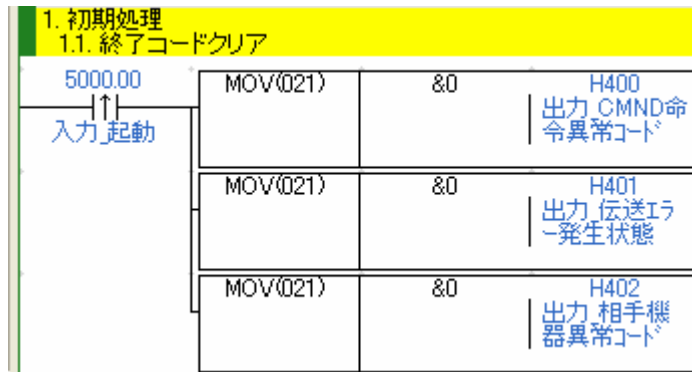 1. 初期処理
1.1. 終了コードクリア
5000.00
入力_起動
MOV(021)
&0
H400
出力_CMND命
令異常コード
MOV(021)
&0
H401
出力_伝送エラ
ー発生状態
MOV(021)
&0
H402
出力_相手機
器異常コード